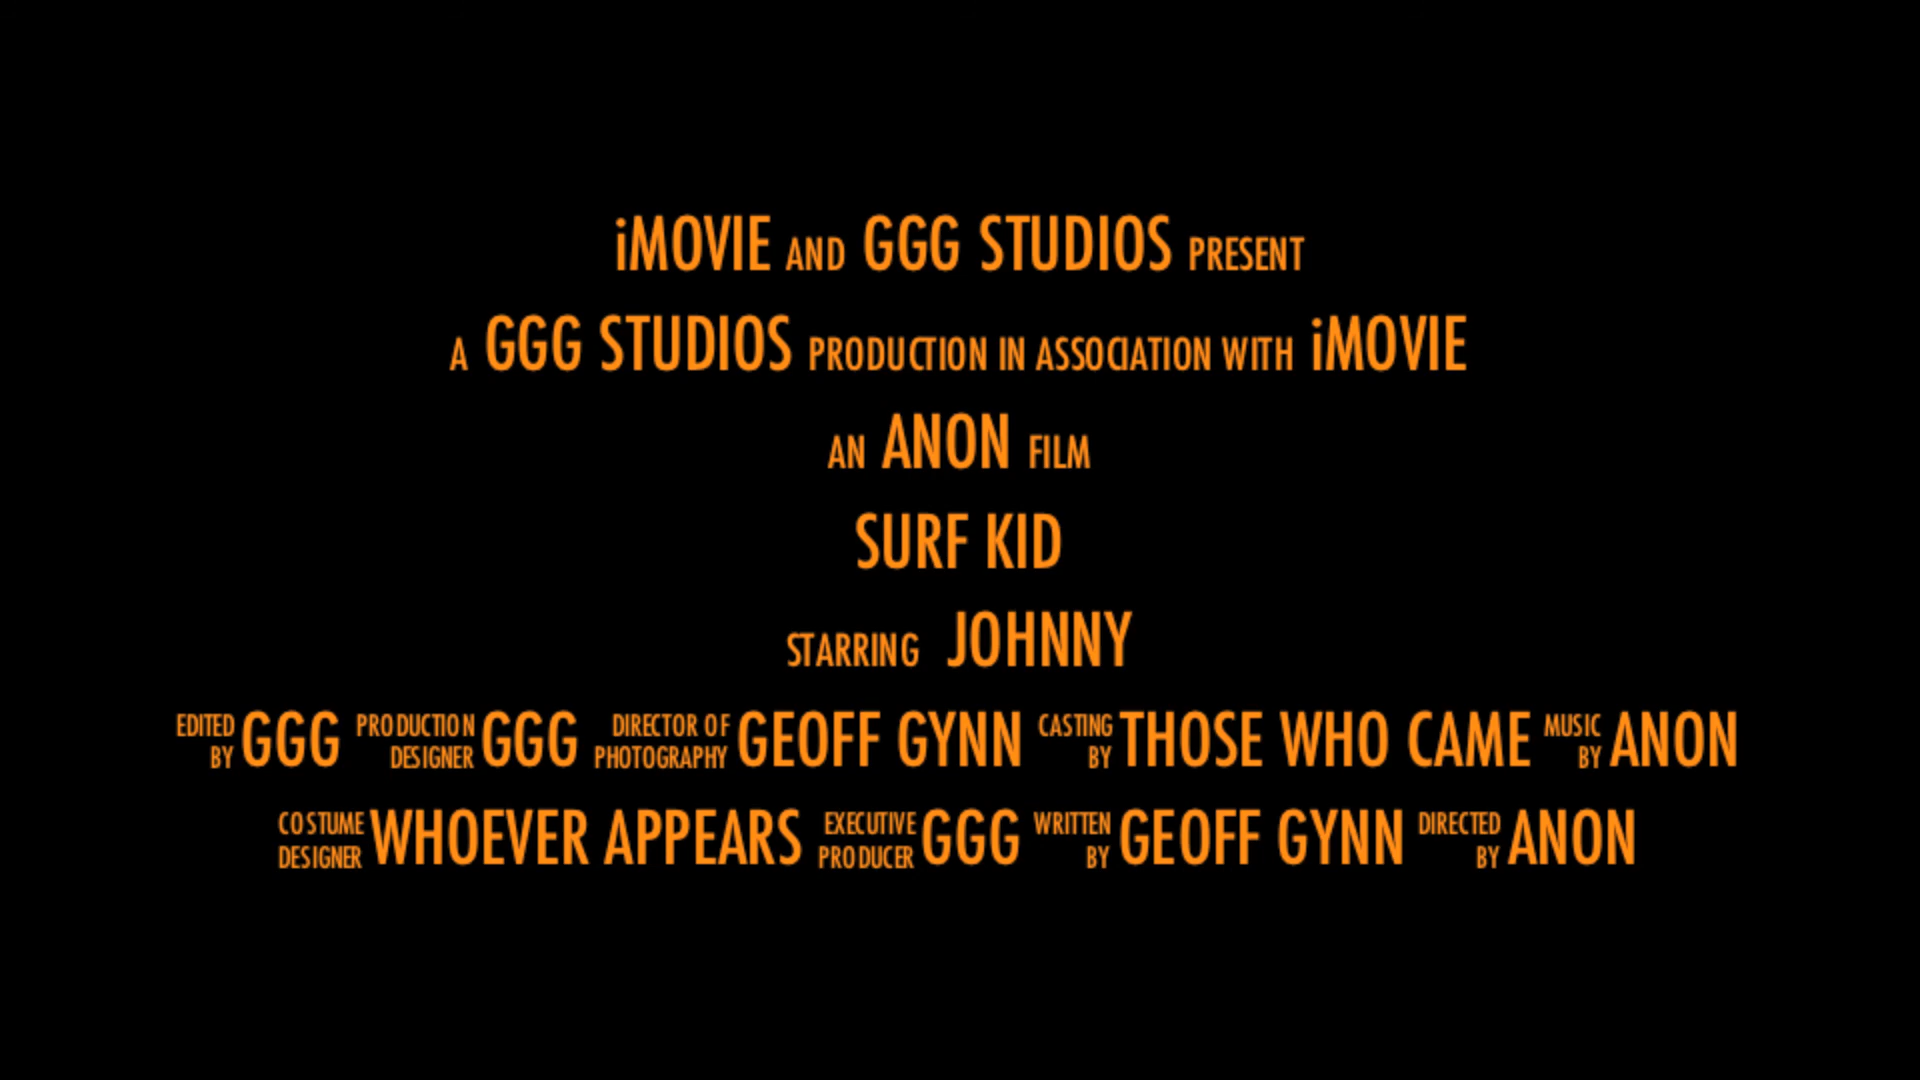 iMOVIE AND GGG STUDIOS PRESENT
A GGG STUDIOS PRODUCTION IN ASSOCIATION WITH iMOVIE
AN ANON FILM
SURF KID
STARRING JOHNNY
EDITED BY GGG PRODUCTION DESIGNER GGG DIRECTOR OF PHOTOGRAPHY GEOFF GYNN CASTING BY THOSE WHO CAME MUSIC BY ANON
COSTUME DESIGNER WHOEVER APPEARS EXECUTIVE PRODUCER GGG WRITTEN BY GEOFF GYNN DIRECTED BY ANON